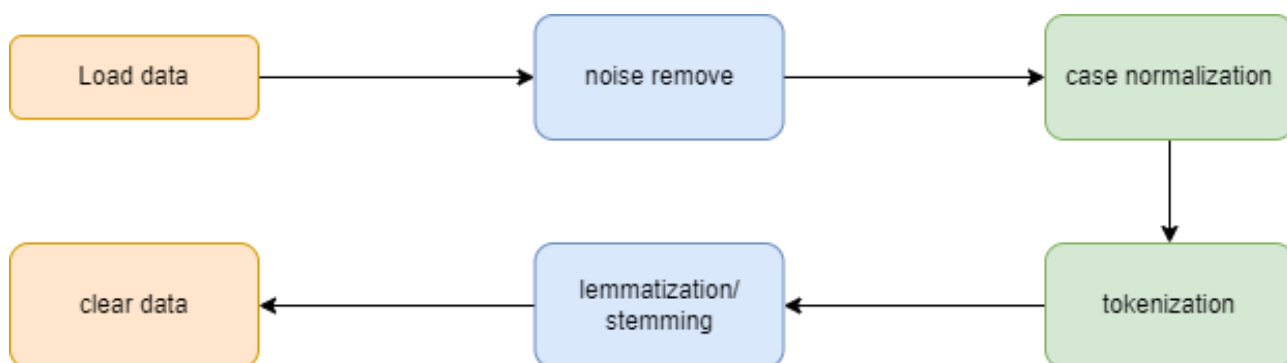 Load data
noise remove
case normalization
tokenization
lemmatization/
stemming
clear data